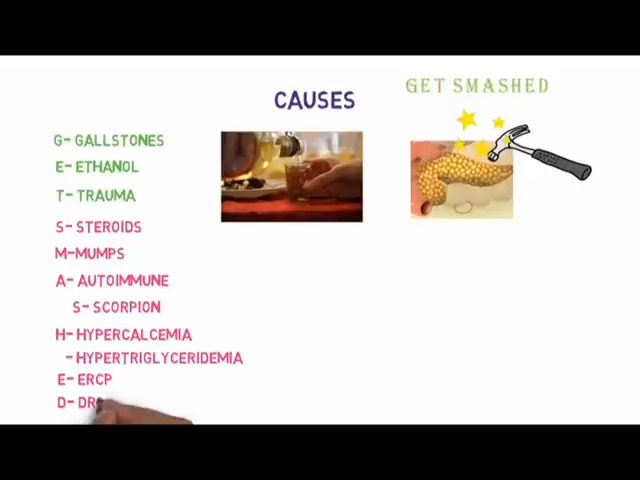 GET SMASHED
CAUSES
G- GALLSTONES
E- ETHANOL
T- TRAUMA
S- STEROIDS
M-MUMPS
A- AUTOIMMUNE
S- SCORPION
H- HYPERCALCEMIA
- HYPERTRIGLYCERIDEMIA
E- ERCP
D- DR